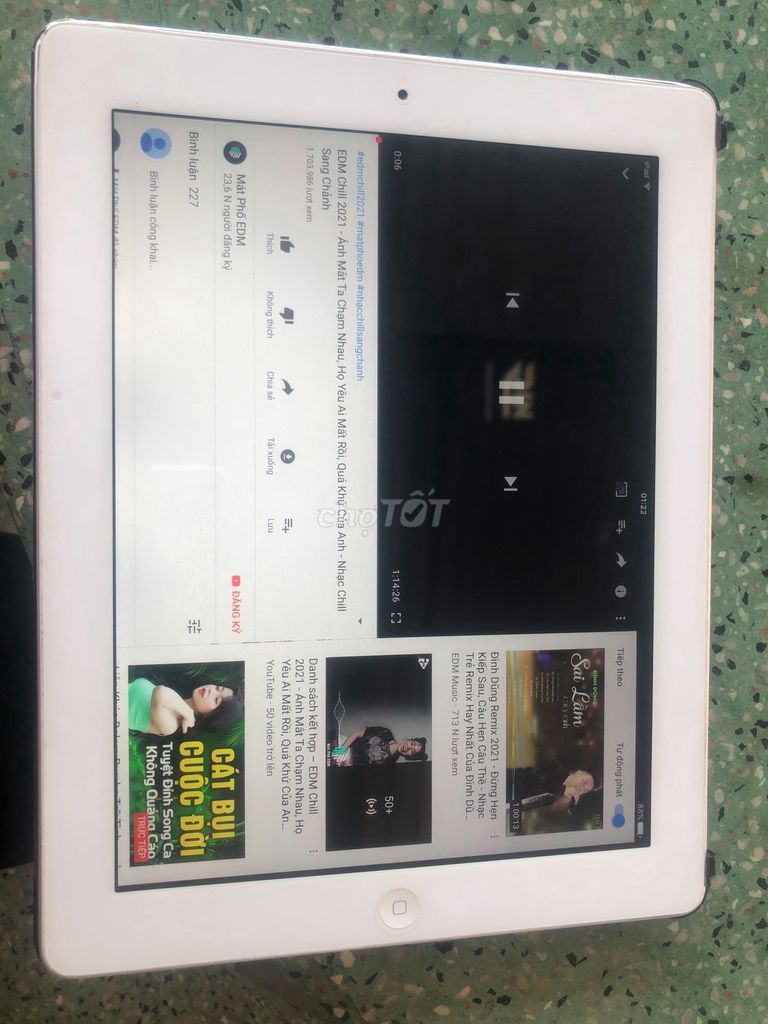 iPad
01:22
88%
0:06
1:14:26
#edmchill2021 #matphoedm #nhacchillsangchanh
EDM Chill 2021 - Ánh Mắt Ta Chạm Nhau, Họ Yêu Ai Mất Rồi, Quá Khứ Của Anh - Nhạc Chill
Sang Chảnh
1.703.986 lượt xem
Thích
Không thích
Chia sẻ
Tải xuống
Lưu
Mát Phố EDM
23,6 N người đăng ký
ĐĂNG KÝ
Bình luận 227
Bình luận công khai...
Tiếp theo
Tự động phát
ĐÌNH DŨNG
Sai Lầm
Của Anh
1:00:13
Đình Dũng Remix 2021 - Đừng Hẹn
Kiếp Sau, Câu Hẹn Câu Thề - Nhạc
Trẻ Remix Hay Nhất Của Đình Dũ...
EDM Music · 713 N lượt xem
50+
Danh sách kết hợp – EDM Chill
2021 - Ánh Mắt Ta Chạm Nhau, Họ
Yêu Ai Mất Rồi, Quá Khứ Của An...
YouTube · 50 video trở lên
CÁT BỤI
CUỘC ĐỜI
Tuyệt Đỉnh Song Ca
Không Quảng Cáo
TRỰC TIẾP
chợTỐT